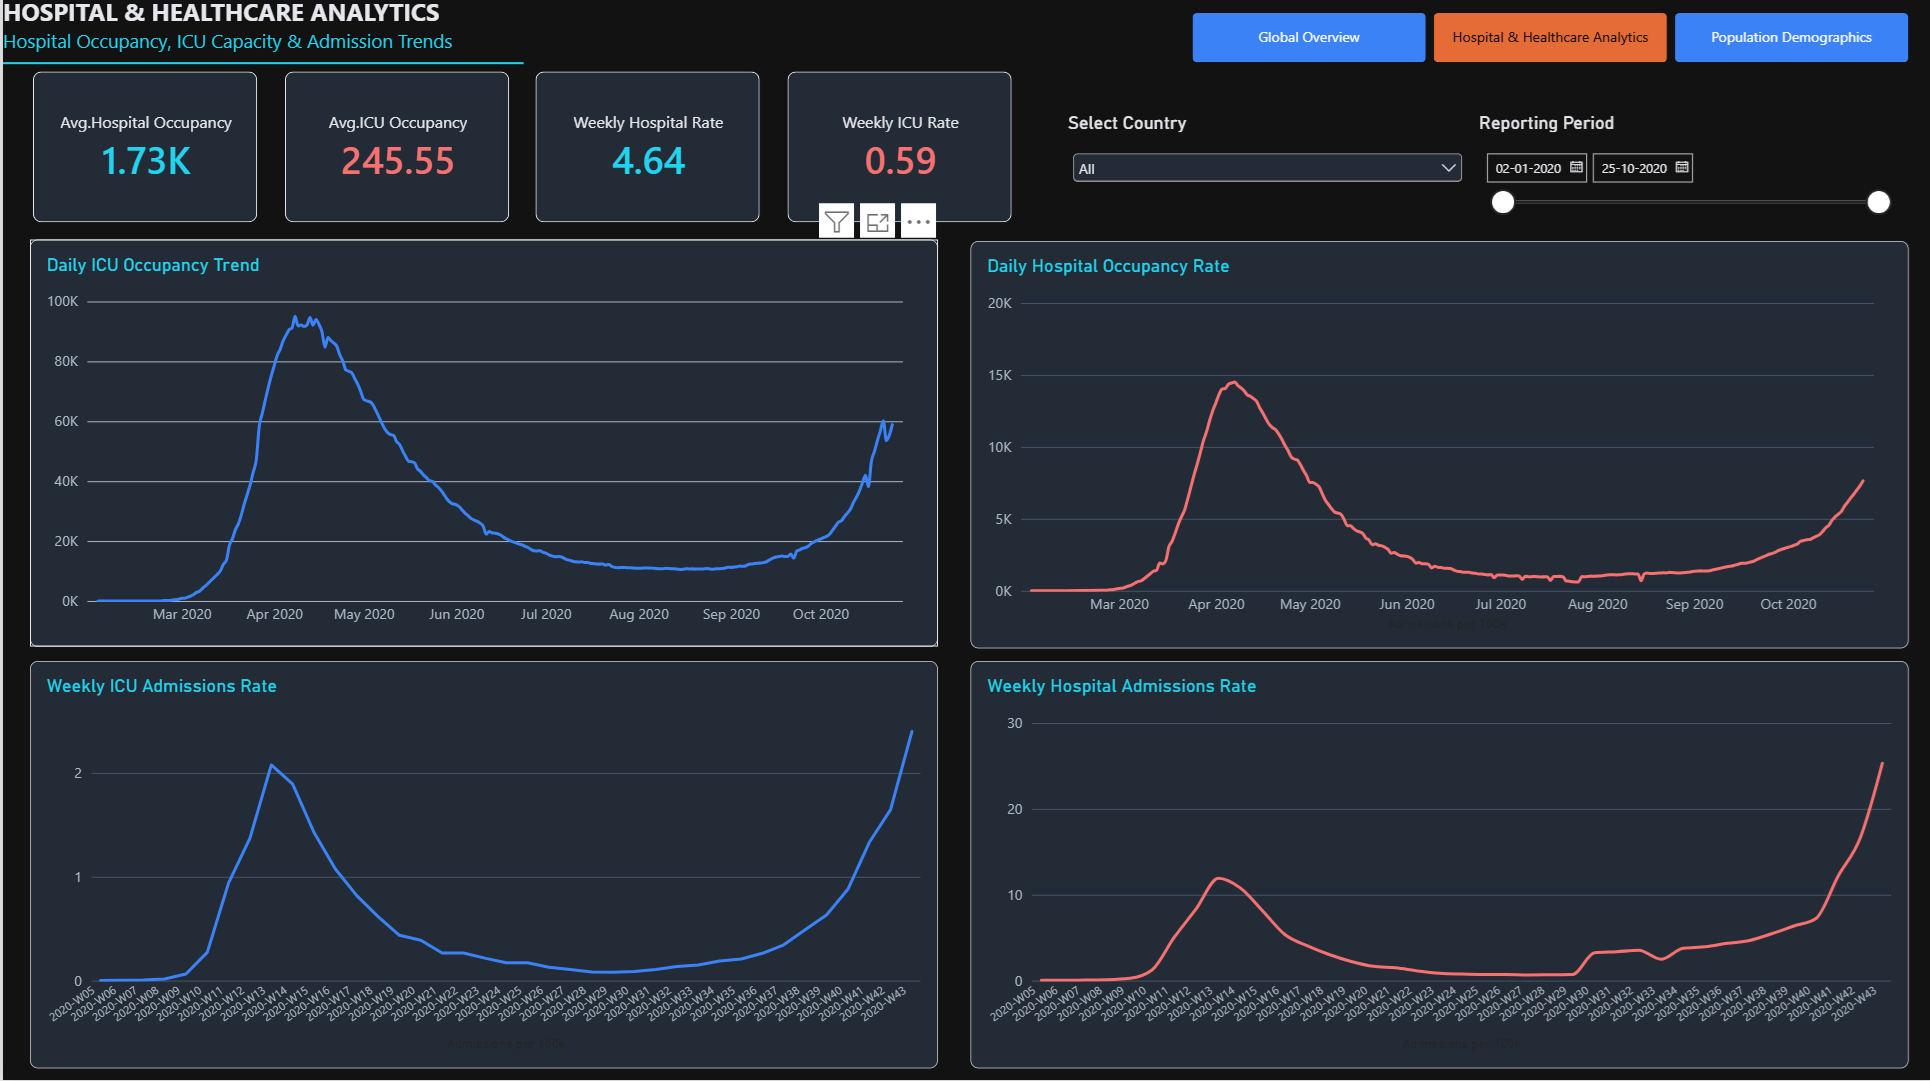 HOSPITAL & HEALTHCARE ANALYTICS
Hospital Occupancy, ICU Capacity & Admission Trends
Global Overview
Hospital & Healthcare Analytics
Population Demographics
Avg.Hospital Occupancy
1.73K
Avg.ICU Occupancy
245.55
Weekly Hospital Rate
4.64
Weekly ICU Rate
0.59
Select Country
All
Reporting Period
02-01-2020
25-10-2020
Daily ICU Occupancy Trend
100K
80K
60K
40K
20K
0K
Mar 2020 Apr 2020 May 2020 Jun 2020 Jul 2020 Aug 2020 Sep 2020 Oct 2020
Daily Hospital Occupancy Rate
20K
15K
10K
5K
0K
Mar 2020 Apr 2020 May 2020 Jun 2020 Jul 2020 Aug 2020 Sep 2020 Oct 2020
Admissions per 100k
Weekly ICU Admissions Rate
2
1
0
2020-W05 2020-W06 2020-W07 2020-W08 2020-W09 2020-W10 2020-W11 2020-W12 2020-W13 2020-W14 2020-W15 2020-W16 2020-W17 2020-W18 2020-W19 2020-W20 2020-W21 2020-W22 2020-W23 2020-W24 2020-W25 2020-W26 2020-W27 2020-W28 2020-W29 2020-W30 2020-W31 2020-W32 2020-W33 2020-W34 2020-W35 2020-W36 2020-W37 2020-W38 2020-W39 2020-W40 2020-W41 2020-W42 2020-W43
Admissions per 100k
Weekly Hospital Admissions Rate
30
20
10
0
2020-W05 2020-W06 2020-W07 2020-W08 2020-W09 2020-W10 2020-W11 2020-W12 2020-W13 2020-W14 2020-W15 2020-W16 2020-W17 2020-W18 2020-W19 2020-W20 2020-W21 2020-W22 2020-W23 2020-W24 2020-W25 2020-W26 2020-W27 2020-W28 2020-W29 2020-W30 2020-W31 2020-W32 2020-W33 2020-W34 2020-W35 2020-W36 2020-W37 2020-W38 2020-W39 2020-W40 2020-W41 2020-W42 2020-W43
Admissions per 100k